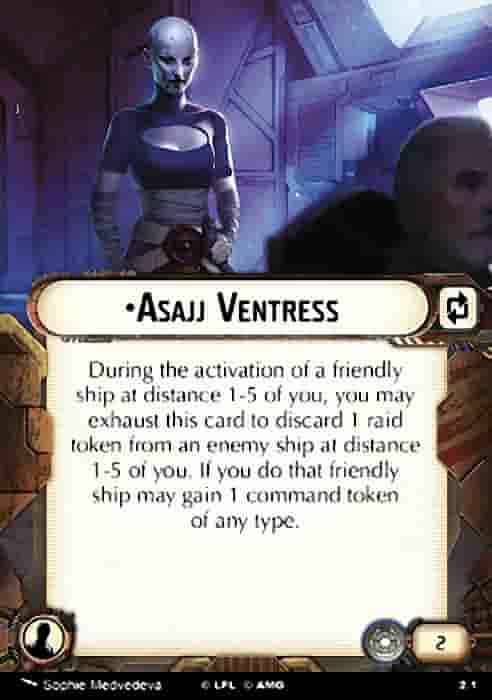 •Asajj Ventress
During the activation of a friendly
ship at distance 1-5 of you, you may
exhaust this card to discard 1 raid
token from an enemy ship at distance
1-5 of you. If you do that friendly
ship may gain 1 command token
of any type.
2
Sophie Medvedeva © LFL © AMG 2.1